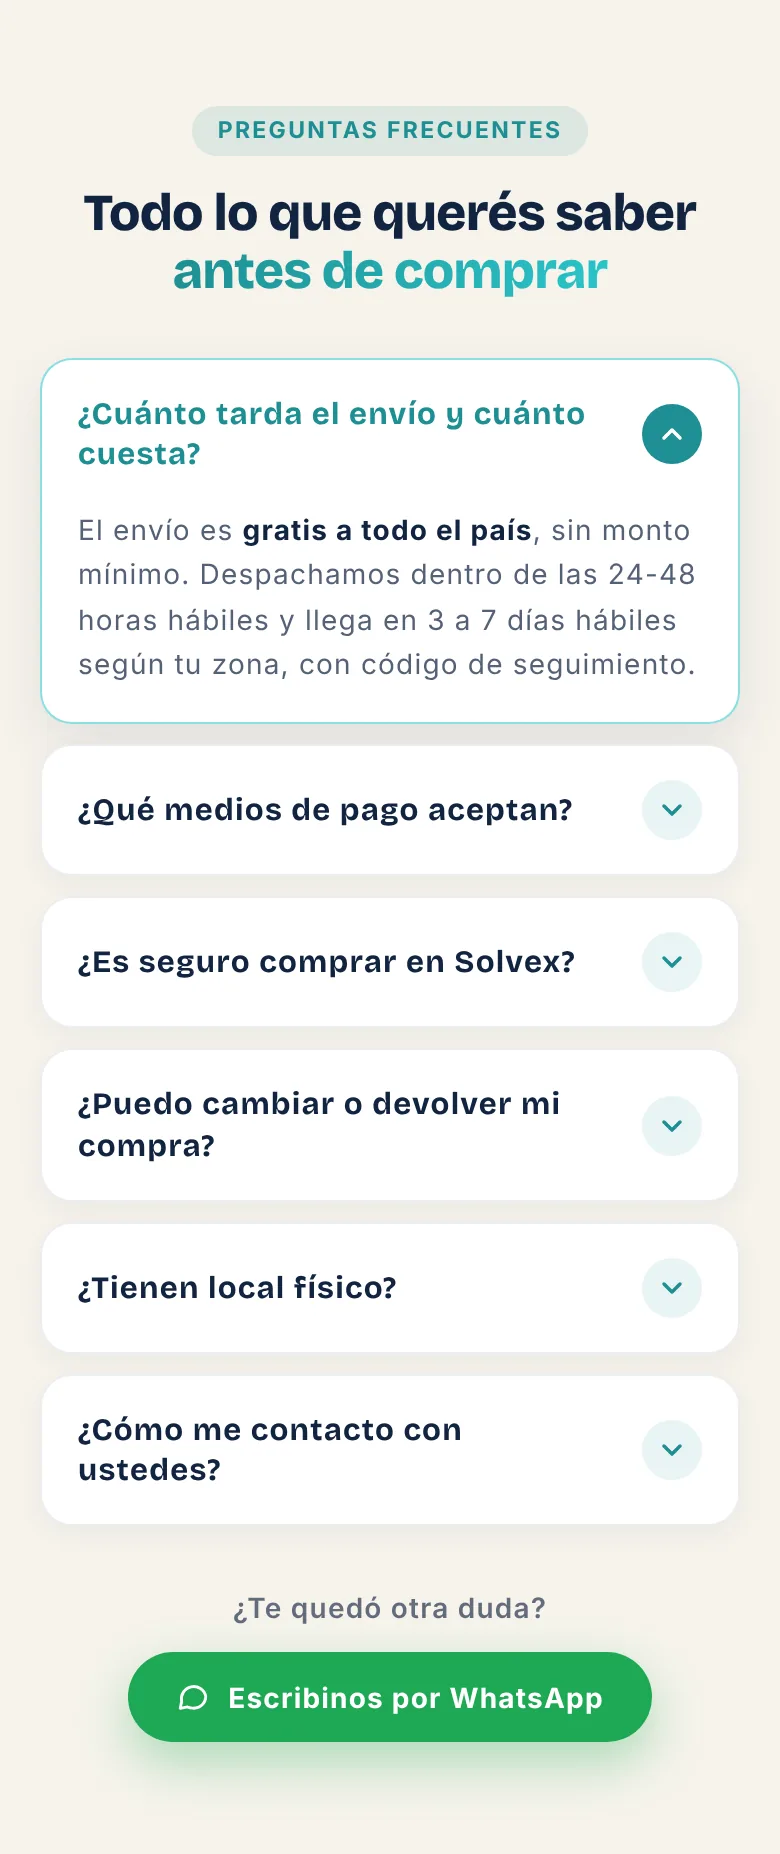 PREGUNTAS FRECUENTES
Todo lo que querés saber
antes de comprar
¿Cuánto tarda el envío y cuánto
cuesta?
El envío es gratis a todo el país, sin monto
mínimo. Despachamos dentro de las 24-48
horas hábiles y llega en 3 a 7 días hábiles
según tu zona, con código de seguimiento.
¿Qué medios de pago aceptan?
¿Es seguro comprar en Solvex?
¿Puedo cambiar o devolver mi
compra?
¿Tienen local físico?
¿Cómo me contacto con
ustedes?
¿Te quedó otra duda?
Escribinos por WhatsApp